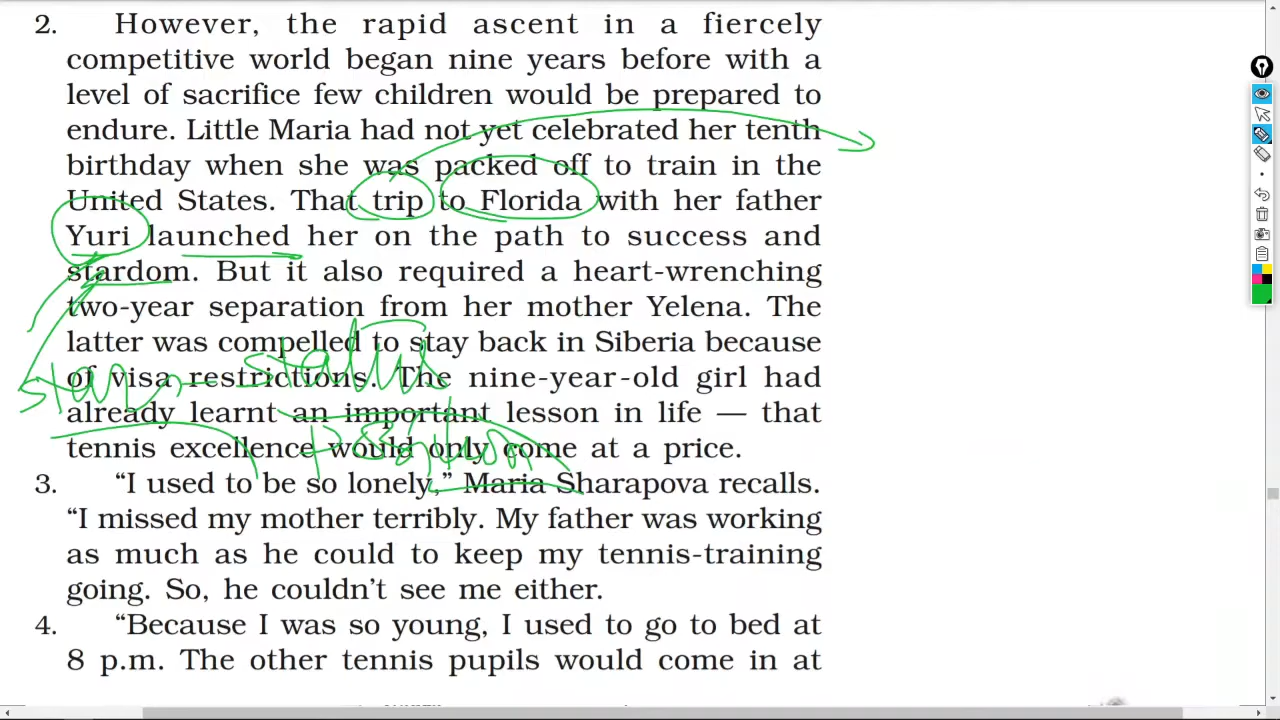 2. However, the rapid ascent in a fiercely
competitive world began nine years before with a
level of sacrifice few children would be prepared to
endure. Little Maria had not yet celebrated her tenth
birthday when she was packed off to train in the
United States. That trip to Florida with her father
Yuri launched her on the path to success and
stardom. But it also required a heart-wrenching
two-year separation from her mother Yelena. The
latter was compelled to stay back in Siberia because
of visa restrictions. The nine-year-old girl had
already learnt an important lesson in life — that
tennis excellence would only come at a price.
star - status
position
3. “I used to be so lonely,” Maria Sharapova recalls.
“I missed my mother terribly. My father was working
as much as he could to keep my tennis-training
going. So, he couldn’t see me either.
4. “Because I was so young, I used to go to bed at
8 p.m. The other tennis pupils would come in at